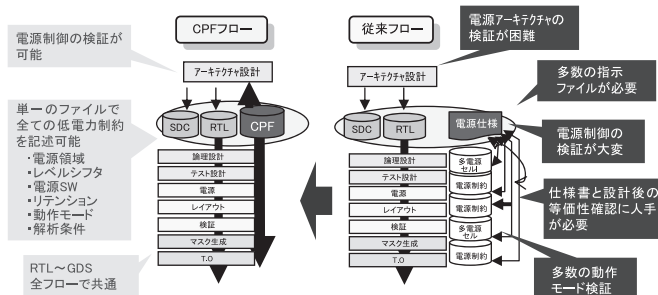 電源制御の検証が
可能
CPFフロー
従来フロー
電源アーキテクチャの
検証が困難
アーキテクチャ設計
アーキテクチャ設計
多数の指示
ファイルが必要
単一のファイルで
全ての低電力制約
を記述可能
・電源領域
・レベルシフタ
・電源SW
・リテンション
・動作モード
・解析条件
SDC
RTL
CPF
SDC
RTL
電源仕様
電源制御の
検証が大変
論理設計
テスト設計
電源
レイアウト
検証
マスク生成
T.O
論理設計
テスト設計
電源
レイアウト
検証
マスク生成
T.O
多電源
セルI
電源制約
電源制約
多電源
セル
電源制約
仕様書と設計後の
等価性確認に人手
が必要
RTL～GDS
全フローで共通
多数の動作
モード検証